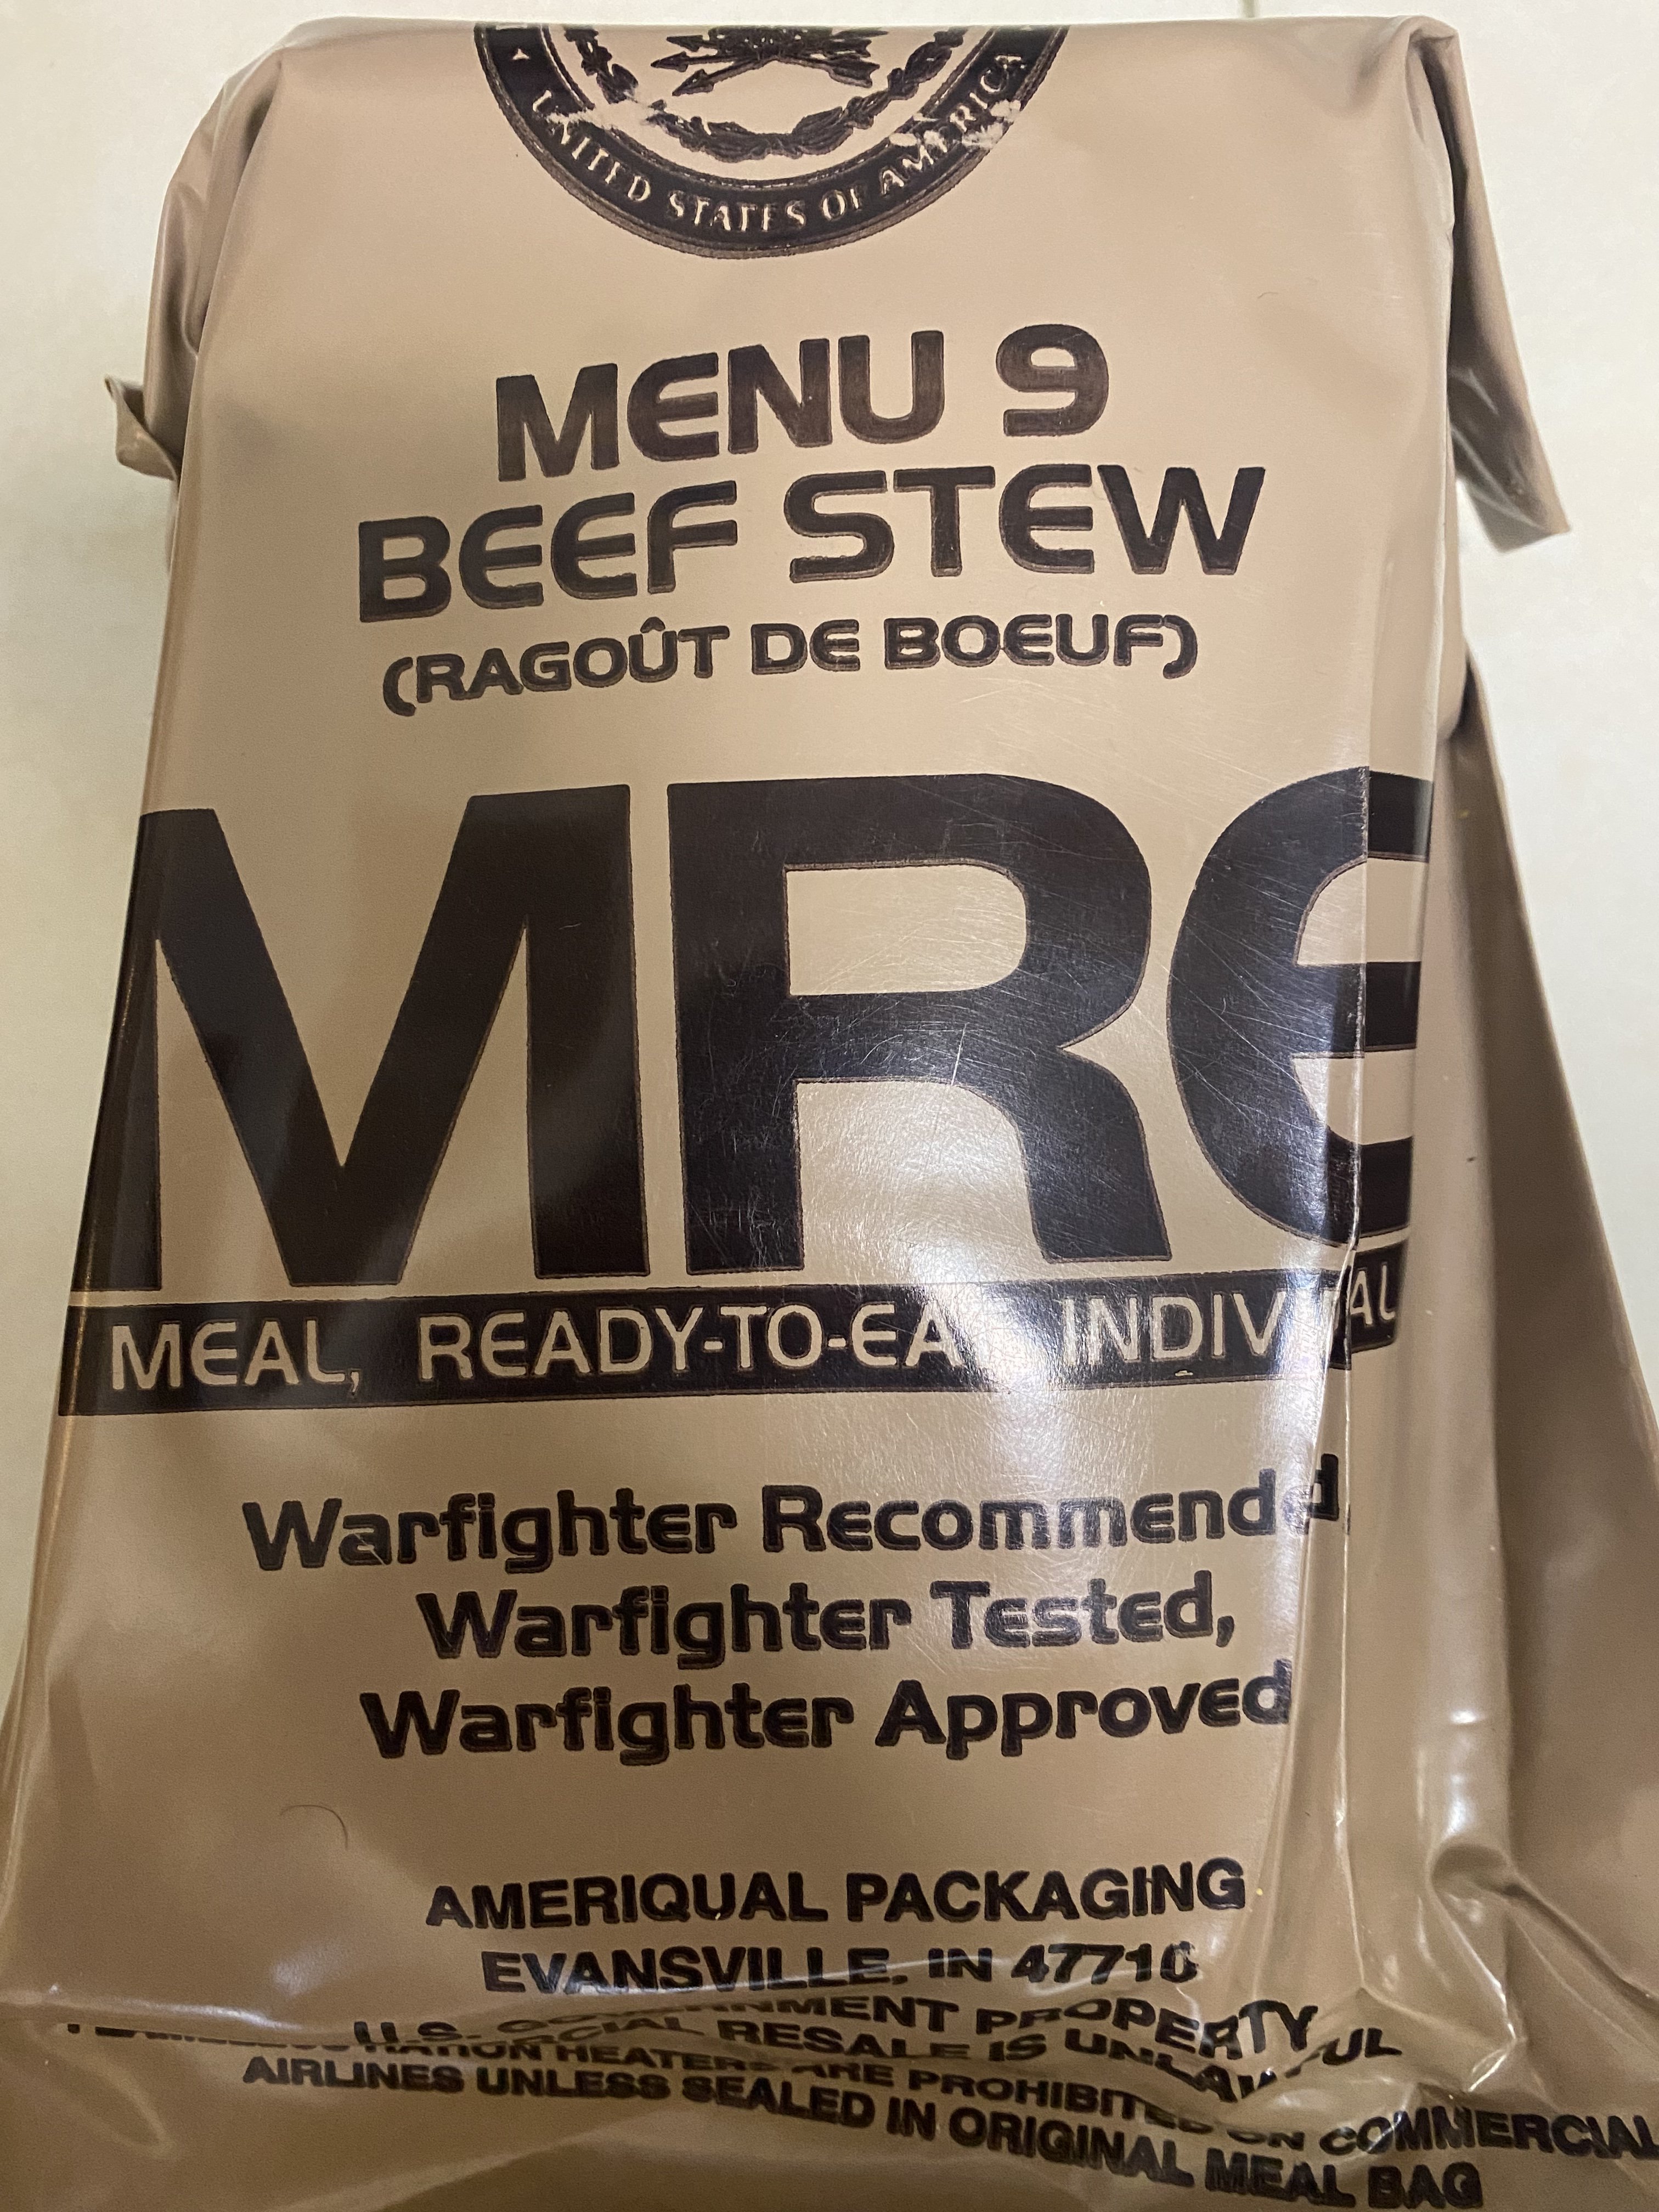 UNITED STATES OF AMERICA
MENU 9
BEEF STEW
(RAGOÛT DE BOEUF)
MRE
MEAL, READY-TO-EAT INDIVIDUAL
Warfighter Recommended,
Warfighter Tested,
Warfighter Approved
AMERIQUAL PACKAGING
EVANSVILLE, IN 47710
U.S. GOVERNMENT PROPERTY
COMMERCIAL RESALE IS UNLAWFUL
FLAMELESS RATION HEATERS ARE PROHIBITED ON COMMERCIAL
AIRLINES UNLESS SEALED IN ORIGINAL MEAL BAG